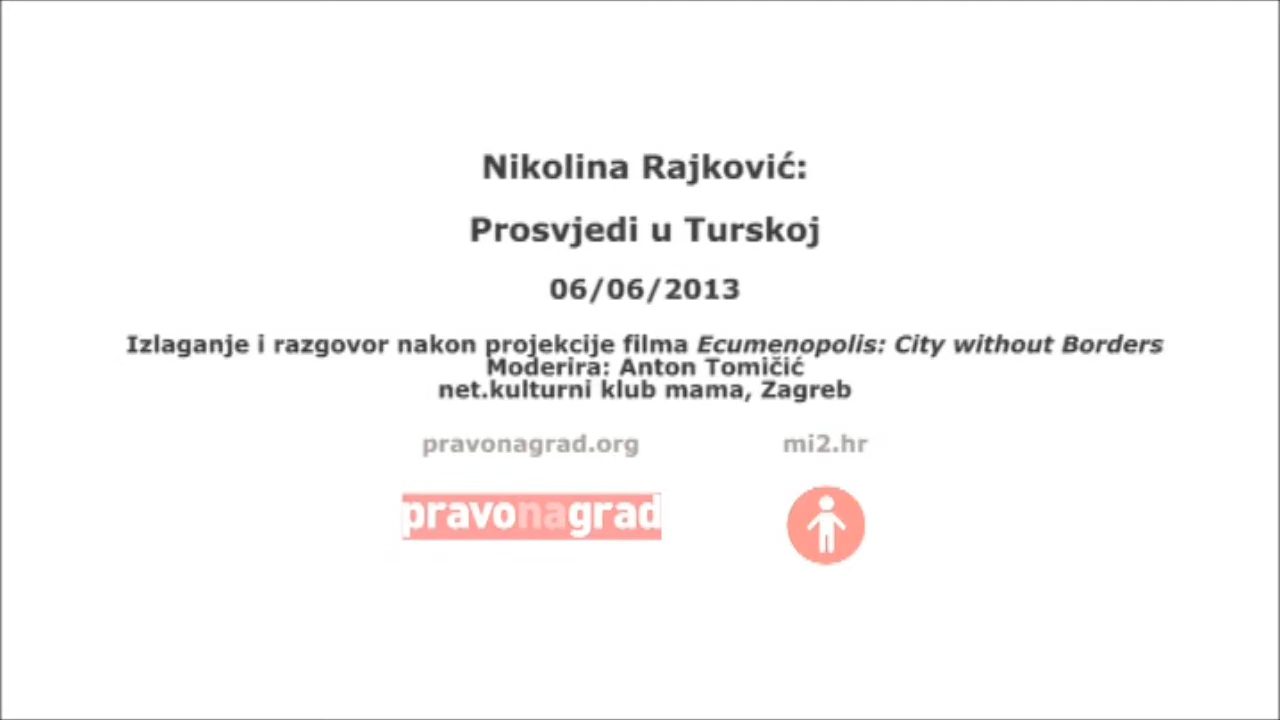 Nikolina Rajković:
Prosvjedi u Turskoj
06/06/2013
Izlaganje i razgovor nakon projekcije filma Ecumenopolis: City without Borders
Moderira: Anton Tomičić
net.kulturni klub mama, Zagreb
pravonagrad.org mi2.hr
pravonagrad